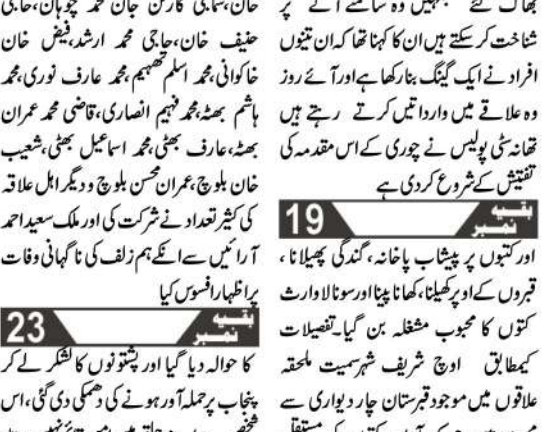 بھاگ گئے جنہیں وہ سامنے آنے پر
شناخت کر سکتے ہیں ان کا کہنا تھا کہ ان تینوں
افراد نے ایک گینگ بنا رکھا ہے اور آئے روز
وہ علاقے میں وارداتیں کرتے رہتے ہیں
تھانہ سٹی پولیس نے چوری کے اس مقدمہ کی
تفتیش کے شروع کر دی ہے
بقیہ نمبر 19
اور کتبوں پر پیشاب پاخانہ، گندگی پھیلانا،
قبروں کے اوپر کھیلنا، کھانا پینا اور سونا لاوارث
کتوں کا محبوب مشغلہ بن گیا۔ تفصیلات
کیمطابق اوچ شریف شہر سمیت ملحقہ
علاقوں میں موجود قبرستان چار دیواری سے
خان، سماجی کارکن جان محمد چوہان، حاجی
حنیف خان، حاجی محمد ارشد، فیض خان
خاکوانی، محمد اسلم تفہیم، محمد عارف نوری، محمد
ہاشم بھٹہ، محمد فہیم انصاری، قاضی محمد عمران
بھٹہ، عارف بھٹی، محمد اسماعیل بھٹی، شعیب
خان بلوچ، عمران محسن بلوچ و دیگر اہل علاقہ
کی کثیر تعداد نے شرکت کی اور ملک سعید احمد
آرائیں سے انکے ہم زلف کی ناگہانی وفات
پر اظہار افسوس کیا
بقیہ نمبر 23
کا حوالہ دیا گیا اور پشتونوں کا لشکر لے کر
پنجاب پر حملہ آور ہونے کی دھمکی دی گئی، اس